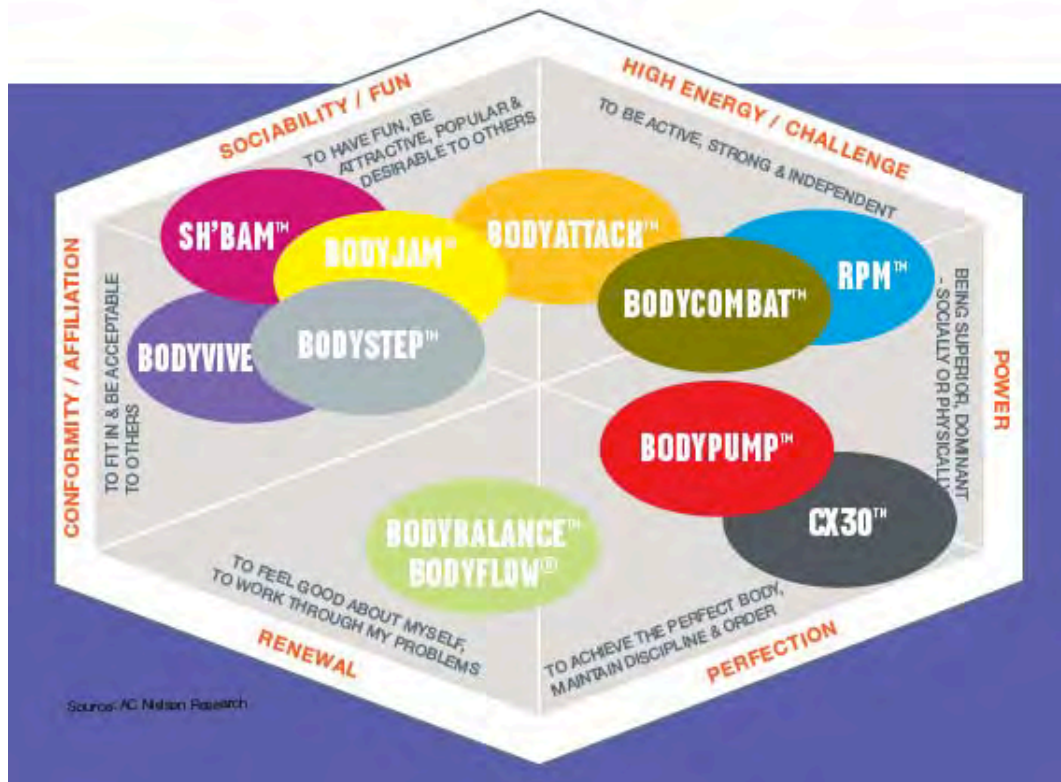 SOCIABILITY / FUN
TO HAVE FUN, BE
ATTRACTIVE, POPULAR &
DESIRABLE TO OTHERS
HIGH ENERGY / CHALLENGE
TO BE ACTIVE, STRONG & INDEPENDENT
SH'BAM™
BODYJAM™
BODYATTACK™
RPM™
BODYCOMBAT™
BODYVIVE
BODYSTEP™
CONFORMITY / AFFILIATION
TO FIT IN & BE ACCEPTABLE
TO OTHERS
POWER
BEING SUPERIOR, DOMINANT
- SOCIALLY OR PHYSICALLY
BODYPUMP™
CX30™
BODYBALANCE™
BODYFLOW®
TO FEEL GOOD ABOUT MYSELF,
TO WORK THROUGH MY PROBLEMS
RENEWAL
TO ACHIEVE THE PERFECT BODY,
MAINTAIN DISCIPLINE & ORDER
PERFECTION
Source: AC Nielson Research